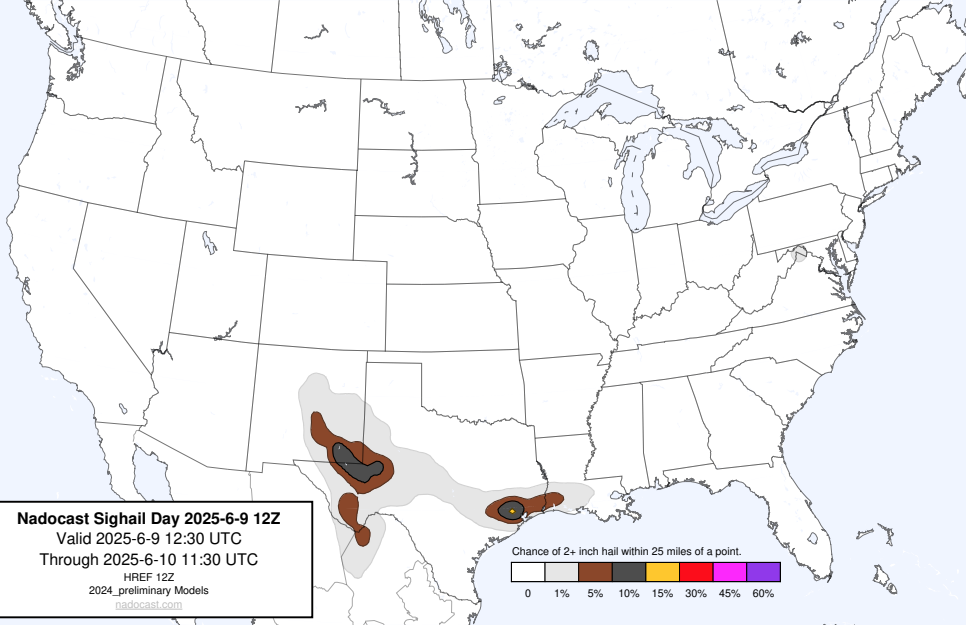 Nadocast Sighail Day 2025-6-9 12Z
Valid 2025-6-9 12:30 UTC
Through 2025-6-10 11:30 UTC
HREF 12Z
2024_preliminary Models
nadocast.com
Chance of 2+ inch hail within 25 miles of a point.
0 1% 5% 10% 15% 30% 45% 60%